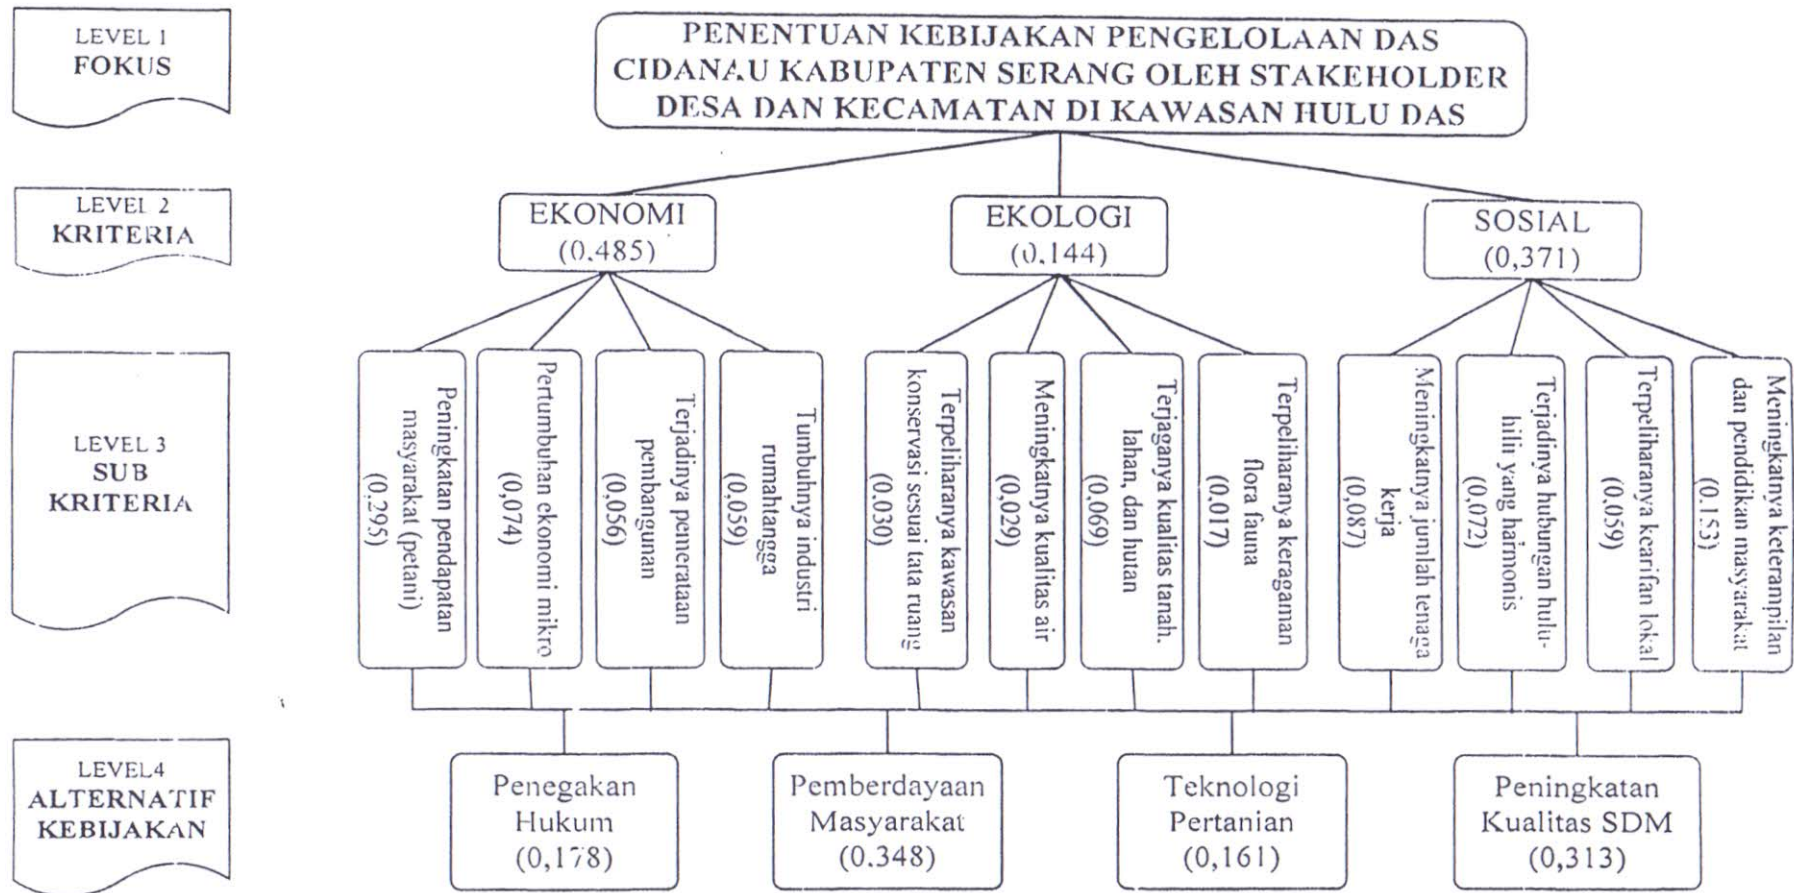 LEVEL 1
FOKUS
PENENTUAN KEBIJAKAN PENGELOLAAN DAS
CIDANAU KABUPATEN SERANG OLEH STAKEHOLDER
DESA DAN KECAMATAN DI KAWASAN HULU DAS
LEVEL 2
KRITERIA
EKONOMI
(0.485)
EKOLOGI
(0.144)
SOSIAL
(0,371)
LEVEL 3
SUB
KRITERIA
Peningkatan pendapatan
masyarakat (petani)
(0.295)
Pertumbuhan ekonomi mikro
(0,074)
Terjadinya pemerataan
pembangunan
(0,056)
Tumbuhnya industri
rumahtangga
(0.059)
Terpeliharanya kawasan
konservasi sesuai tata ruang
(0.030)
Meningkatnya kualitas air
(0,029)
Terjaganya kualitas tanah.
lahan, dan hutan
(0,069)
Terpeliharanya keragaman
flora fauna
(0,017)
Meningkatnya jumlah tenaga
kerja
(0,087)
Terjadinya hubungan hulu-
hilir yang harmonis
(0,072)
Terpeliharanya kearifan lokal
(0.059)
Meningkatnya keterampilan
dan pendidikan masyarakat
(0.153)
LEVEL4
ALTERNATIF
KEBIJAKAN
Penegakan
Hukum
(0,178)
Pemberdayaan
Masyarakat
(0.348)
Teknologi
Pertanian
(0,161)
Peningkatan
Kualitas SDM
(0,313)